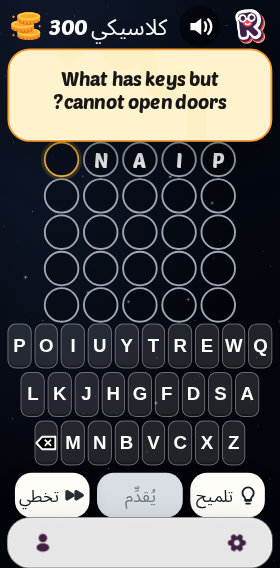 كلاسيكي 300
What has keys but
?cannot open doors
N A I P
P O I U Y T R E W Q
L K J H G F D S A
M N B V C X Z
تخطي يُقدِّم تلميح